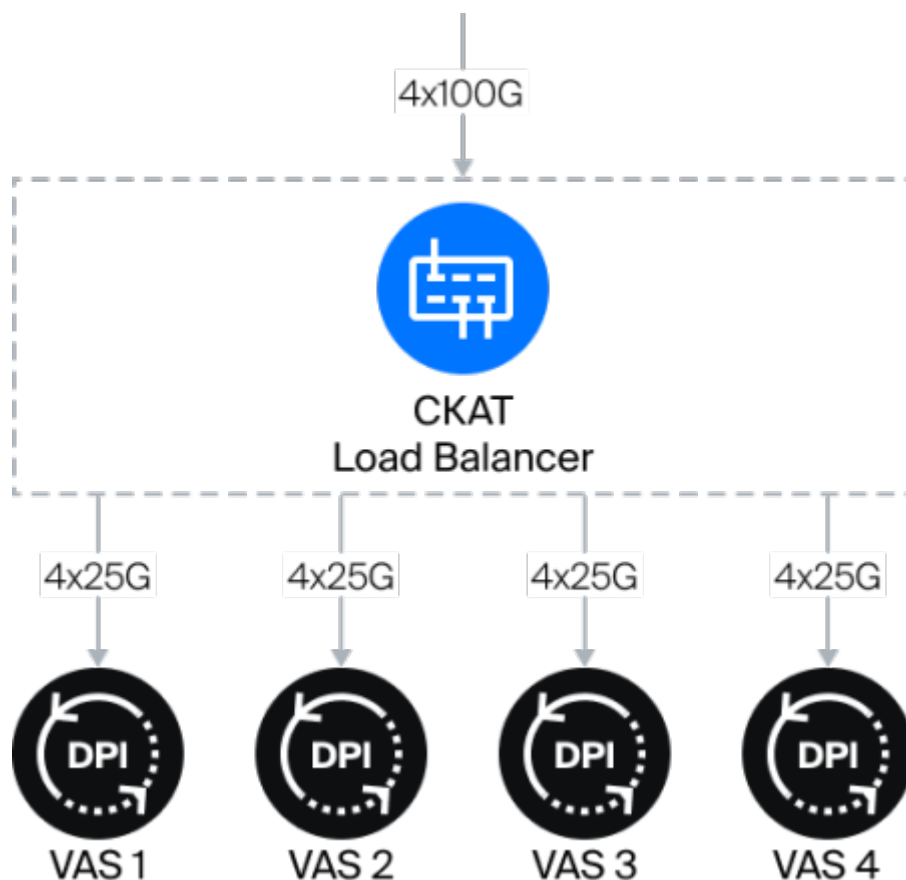 4x100G
СКАТ
Load Balancer
4x25G 4x25G 4x25G 4x25G
DPI DPI DPI DPI
VAS 1 VAS 2 VAS 3 VAS 4